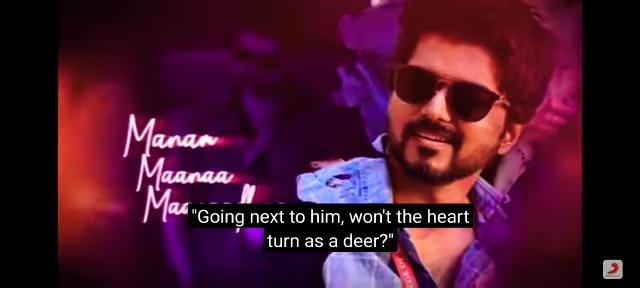 Manam
Maanaa
"Going next to him, won't the heart
turn as a deer?"